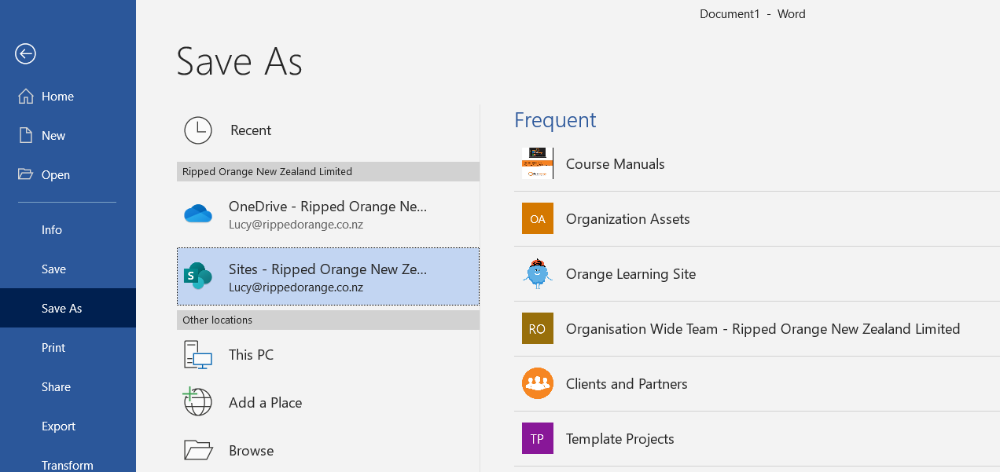 Document1 - Word
Home
New
Open
Info
Save
Save As
Print
Share
Export
Transform
Save As
Recent
Ripped Orange New Zealand Limited
OneDrive - Ripped Orange Ne...
Lucy@rippedorange.co.nz
S
Sites - Ripped Orange New Ze...
Lucy@rippedorange.co.nz
Other locations
This PC
Add a Place
Browse
Frequent
Course Manuals
OA
Organization Assets
Orange Learning Site
RO
Organisation Wide Team - Ripped Orange New Zealand Limited
Clients and Partners
TP
Template Projects